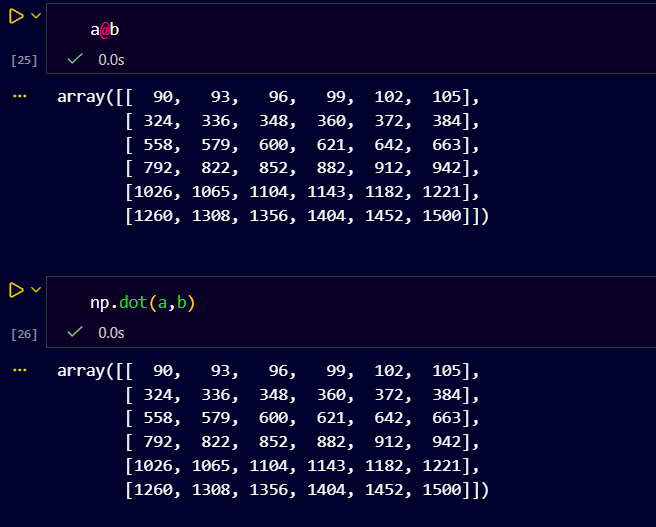 a@b
[25]
0.0s
array([[  90,   93,   96,   99,  102,  105],
[ 324,  336,  348,  360,  372,  384],
[ 558,  579,  600,  621,  642,  663],
[ 792,  822,  852,  882,  912,  942],
[1026, 1065, 1104, 1143, 1182, 1221],
[1260, 1308, 1356, 1404, 1452, 1500]])
np.dot(a,b)
[26]
0.0s
array([[  90,   93,   96,   99,  102,  105],
[ 324,  336,  348,  360,  372,  384],
[ 558,  579,  600,  621,  642,  663],
[ 792,  822,  852,  882,  912,  942],
[1026, 1065, 1104, 1143, 1182, 1221],
[1260, 1308, 1356, 1404, 1452, 1500]])